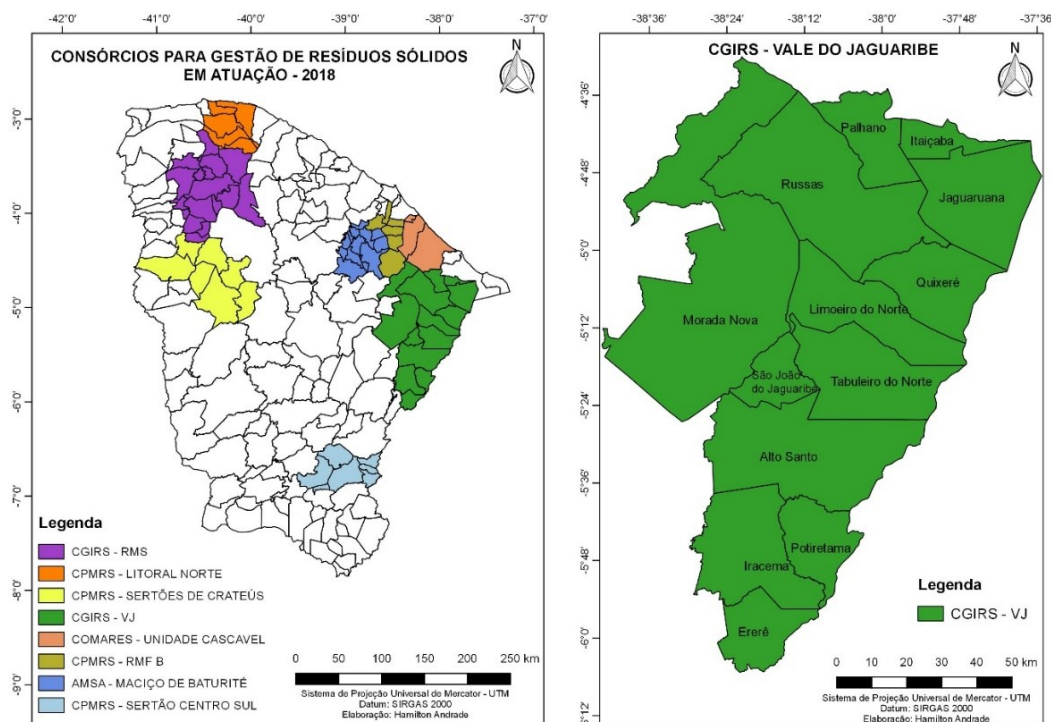 -42°0' -41°0' -40°0' -39°0' -38°0' -37°0'
CONSÓRCIOS PARA GESTÃO DE RESÍDUOS SÓLIDOS
EM ATUAÇÃO - 2018
N
-3°0'
-4°0'
-5°0'
-6°0'
-7°0'
-8°0'
-9°0'
Legenda
CGIRS - RMS
CPMRS - LITORAL NORTE
CPMRS - SERTÕES DE CRATEÚS
CGIRS - VJ
COMARES - UNIDADE CASCAVEL
CPMRS - RMF B
AMSA - MACIÇO DE BATURITÉ
CPMRS - SERTÃO CENTRO SUL
0 50 100 150 200 250 km
Sistema de Projeção Universal de Mercator - UTM
Datum: SIRGAS 2000
Elaboração: Hamilton Andrade
-38°36' -38°24' -38°12' -38°0' -37°48' -37°36'
CGIRS - VALE DO JAGUARIBE
N
-4°36'
-4°48'
-5°0'
-5°12'
-5°24'
-5°36'
-5°48'
-6°0'
-6°12'
Palhano
Itaiçaba
Russas
Jaguaruana
Quixerê
Morada Nova
Limoeiro do Norte
São João
do Jaguaribe
Tabuleiro do Norte
Alto Santo
Potiretama
Iracema
Ererê
Legenda
CGIRS - VJ
0 10 20 30 40 50 km
Sistema de Projeção Universal de Mercator - UTM
Datum: SIRGAS 2000
Elaboração: Hamilton Andrade